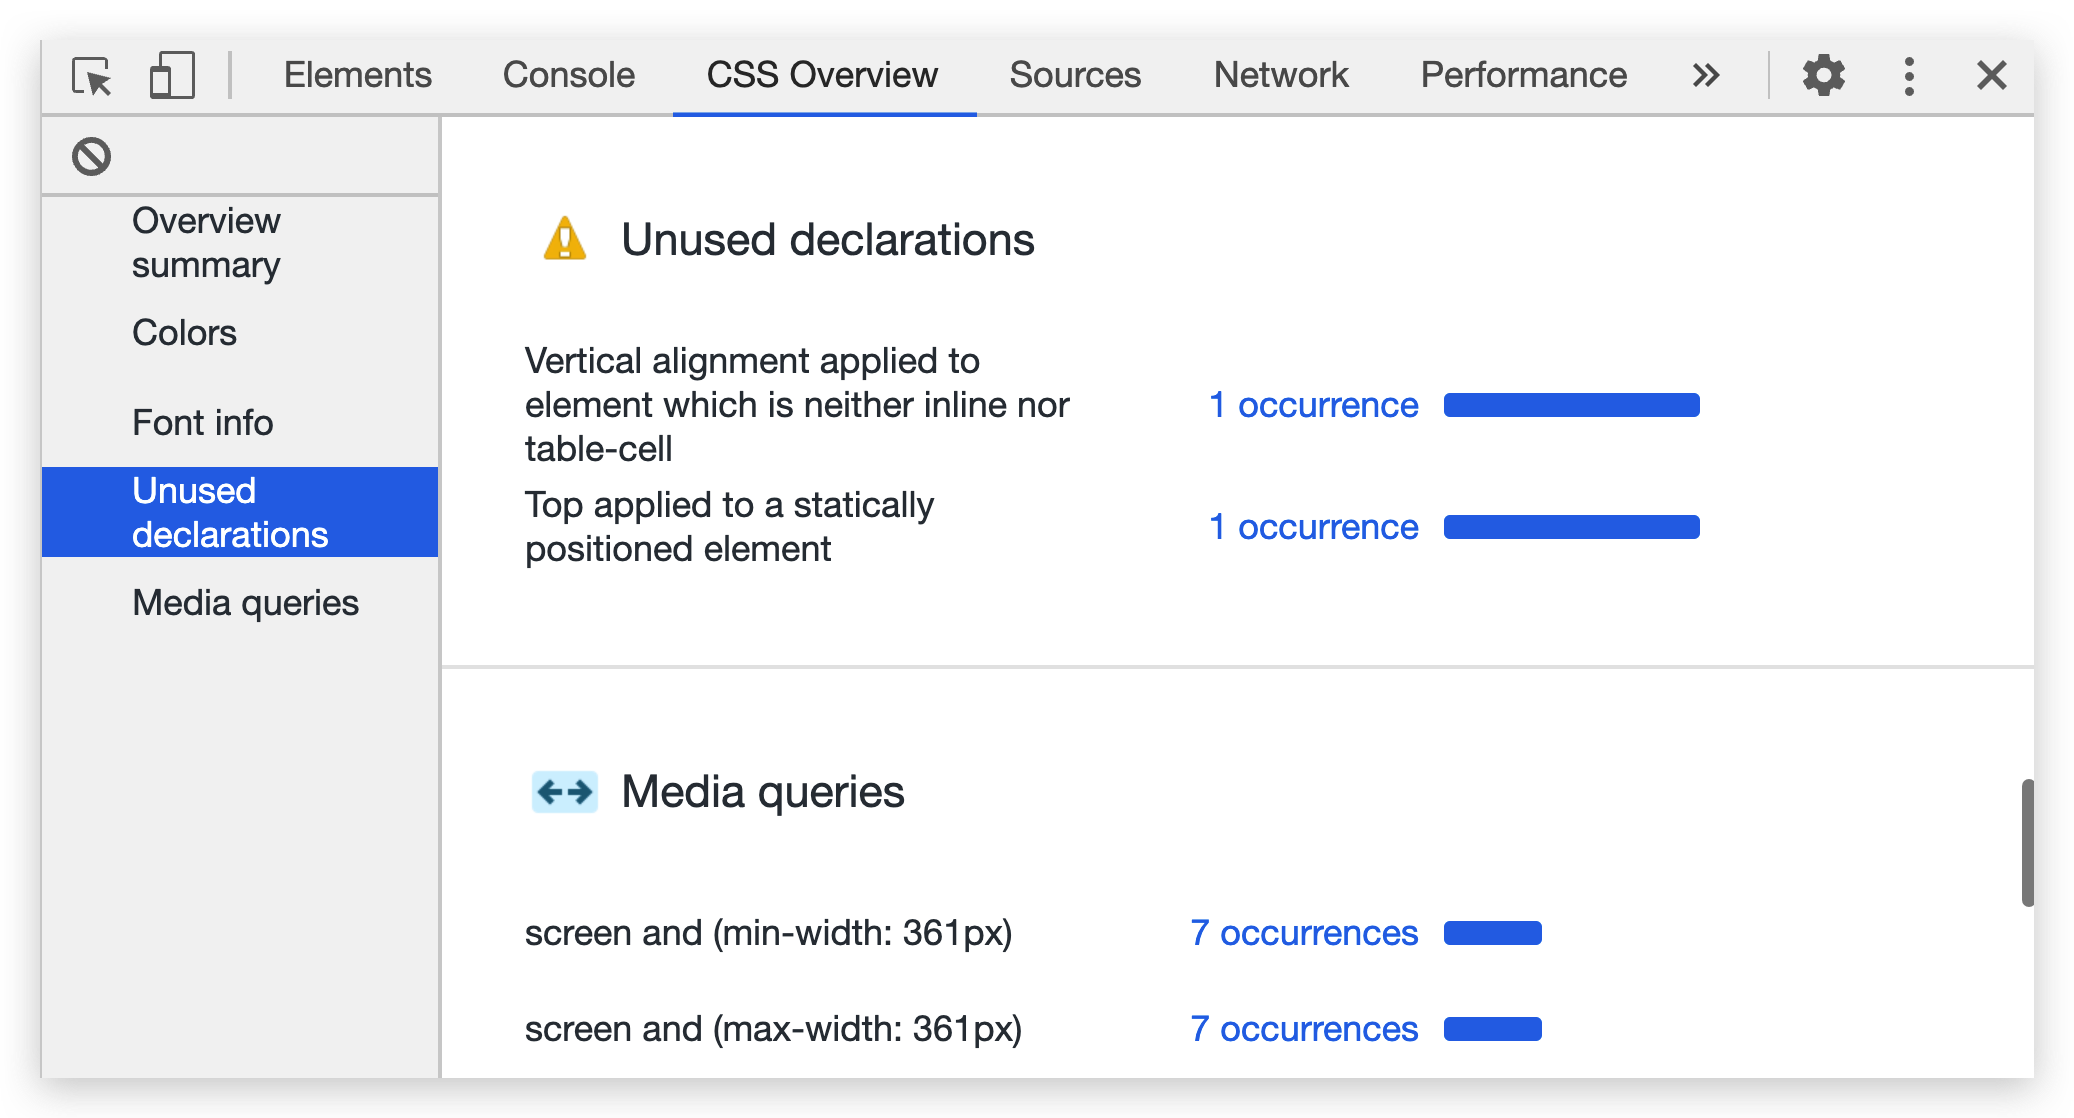 Elements Console CSS Overview Sources Network Performance
Overview
summary
Colors
Font info
Unused
declarations
Media queries
Unused declarations
Vertical alignment applied to
element which is neither inline nor
table-cell
1 occurrence
Top applied to a statically
positioned element
1 occurrence
Media queries
screen and (min-width: 361px) 7 occurrences
screen and (max-width: 361px) 7 occurrences